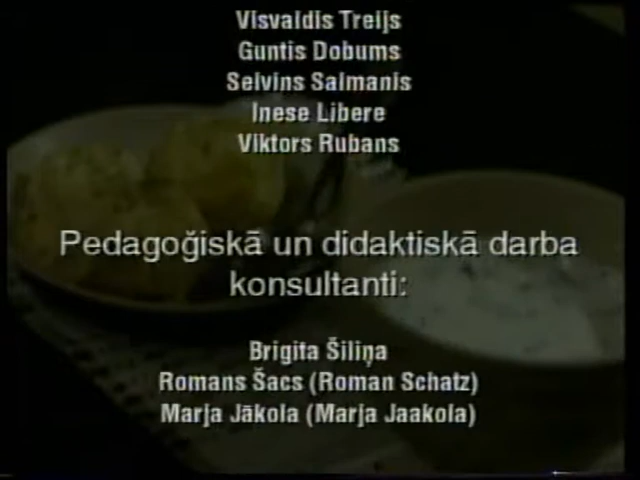 Visvaldis Treijs
Guntis Dobums
Selvins Salmanis
Inese Lībere
Viktors Rubans
Pedagoģiskā un didaktiskā darba
konsultanti:
Brigita Šiliņa
Romans Šacs (Roman Schatz)
Marja Jākola (Marja Jaakola)